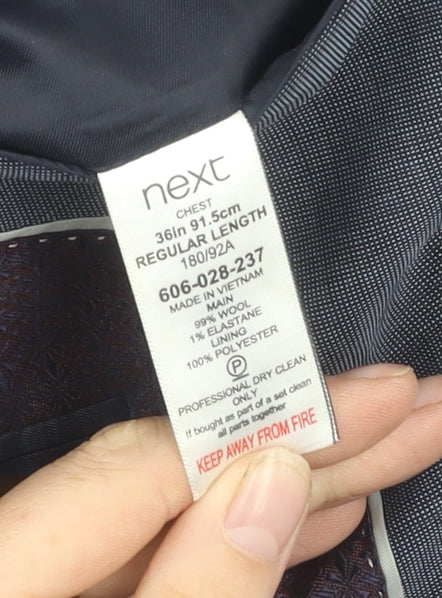 next
CHEST
36in 91.5cm
REGULAR LENGTH
180/92A
606-028-237
MADE IN VIETNAM
MAIN
99% WOOL
1% ELASTANE
LINING
100% POLYESTER
P
PROFESSIONAL DRY CLEAN
ONLY
If bought as part of a set clean
all parts together
KEEP AWAY FROM FIRE